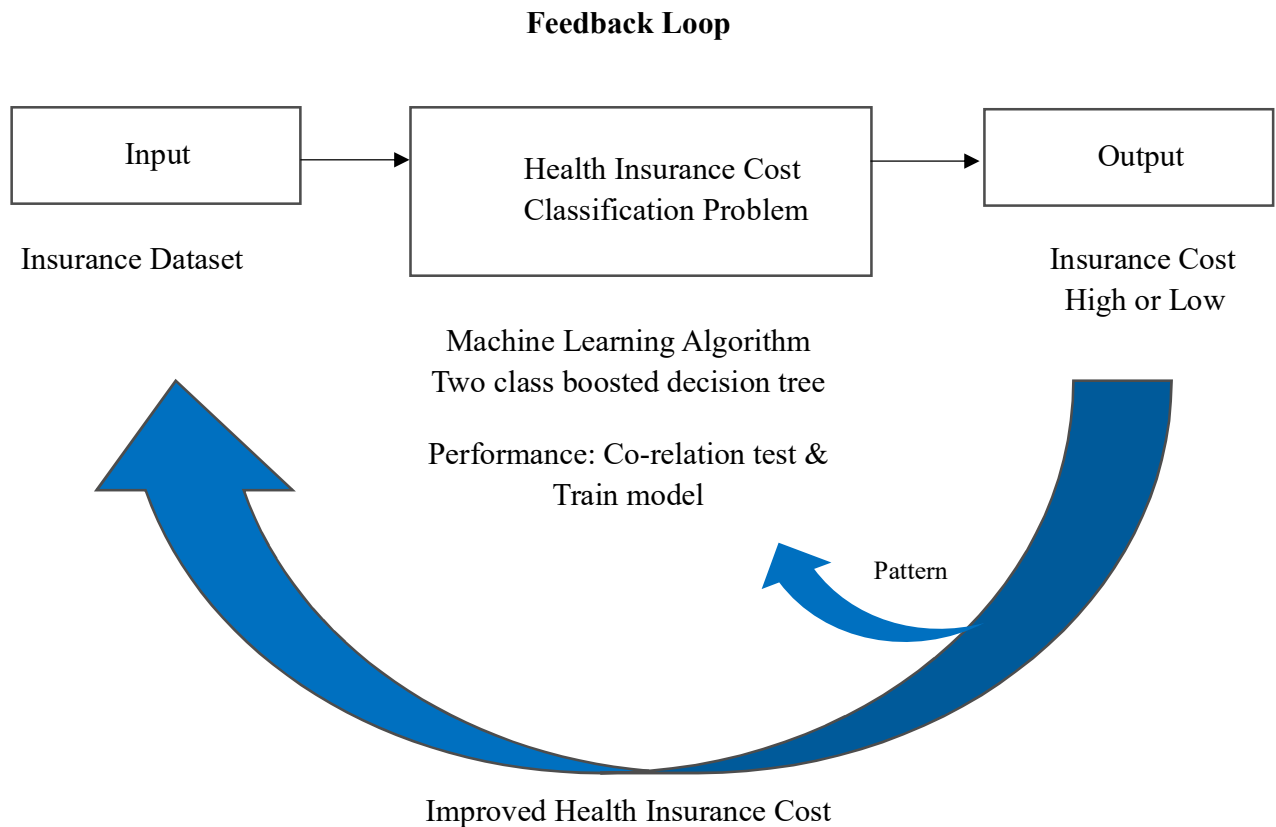 Feedback Loop
Input
Health Insurance Cost
Classification Problem
Output
Insurance Dataset
Insurance Cost
High or Low
Machine Learning Algorithm
Two class boosted decision tree
Performance: Co-relation test &
Train model
Pattern
Improved Health Insurance Cost